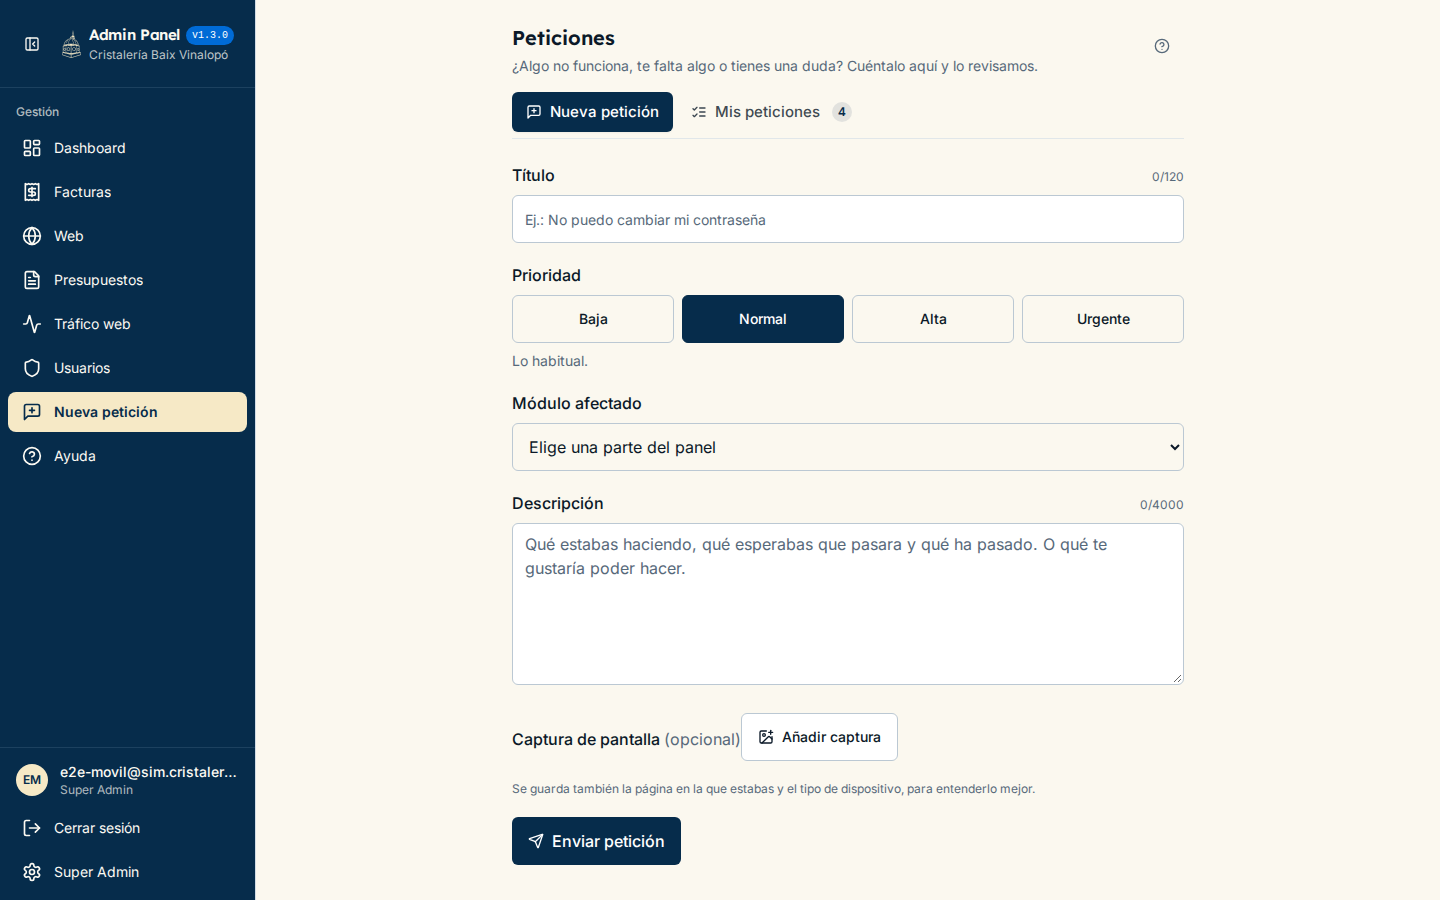 Admin Panel v1.3.0
Cristalería Baix Vinalopó
Gestión
Dashboard
Facturas
Web
Presupuestos
Tráfico web
Usuarios
Nueva petición
Ayuda
EM
e2e-movil@sim.cristaler...
Super Admin
Cerrar sesión
Super Admin
Peticiones
¿Algo no funciona, te falta algo o tienes una duda? Cuéntalo aquí y lo revisamos.
Nueva petición
Mis peticiones 4
Título 0/120
Ej.: No puedo cambiar mi contraseña
Prioridad
Baja Normal Alta Urgente
Lo habitual.
Módulo afectado
Elige una parte del panel
Descripción 0/4000
Qué estabas haciendo, qué esperabas que pasara y qué ha pasado. O qué te
gustaría poder hacer.
Captura de pantalla (opcional) Añadir captura
Se guarda también la página en la que estabas y el tipo de dispositivo, para entenderlo mejor.
Enviar petición